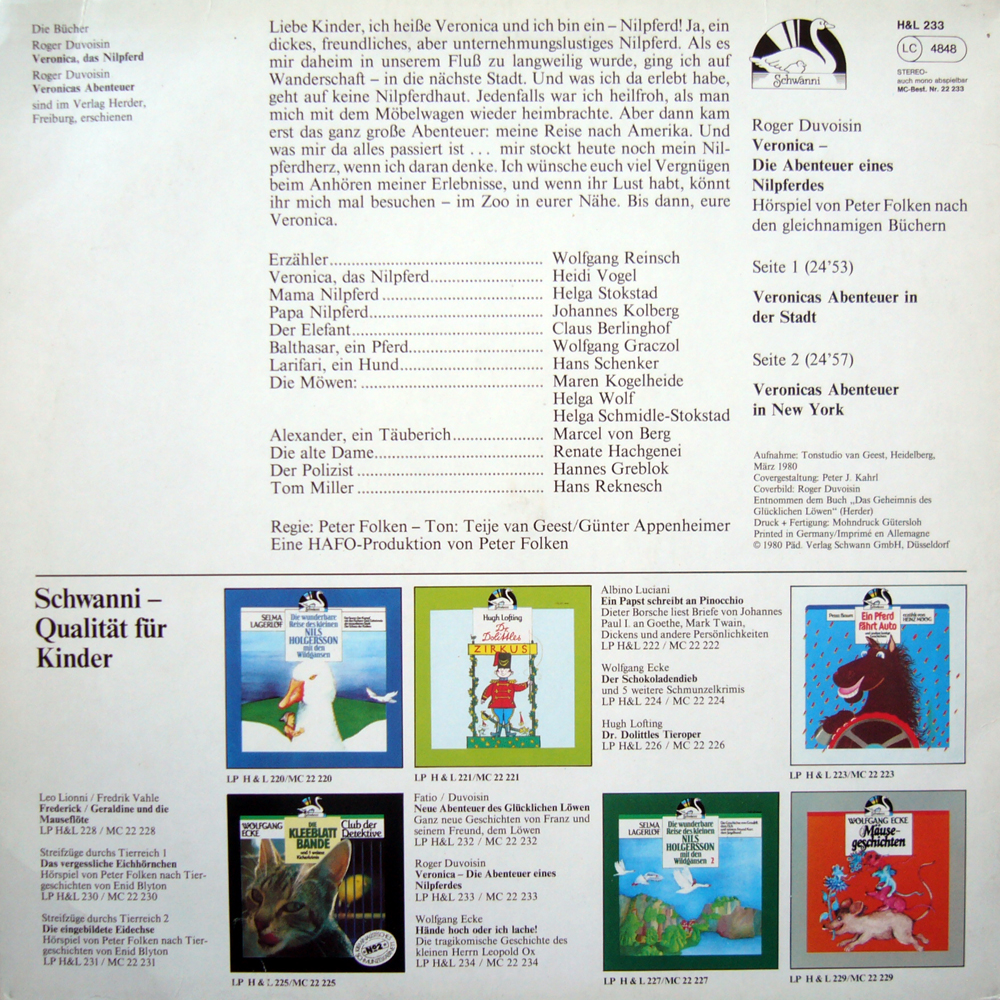 Die Bücher
Roger Duvoisin
Veronica, das Nilpferd
Roger Duvoisin
Veronicas Abenteuer
sind im Verlag Herder,
Freiburg, erschienen
Liebe Kinder, ich heiße Veronica und ich bin ein – Nilpferd! Ja, ein
dickes, freundliches, aber unternehmungslustiges Nilpferd. Als es
mir daheim in unserem Fluß zu langweilig wurde, ging ich auf
Wanderschaft – in die nächste Stadt. Und was ich da erlebt habe,
geht auf keine Nilpferdhaut. Jedenfalls war ich heilfroh, als man
mich mit dem Möbelwagen wieder heimbrachte. Aber dann kam
erst das ganz große Abenteuer: meine Reise nach Amerika. Und
was mir da alles passiert ist ... mir stockt heute noch mein Nil-
pferdherz, wenn ich daran denke. Ich wünsche euch viel Vergnügen
beim Anhören meiner Erlebnisse, und wenn ihr Lust habt, könnt
ihr mich mal besuchen – im Zoo in eurer Nähe. Bis dann, eure
Veronica.
Erzähler.......... Wolfgang Reinsch
Veronica, das Nilpferd.......... Heidi Vogel
Mama Nilpferd .......... Helga Stokstad
Papa Nilpferd.......... Johannes Kolberg
Der Elefant.......... Claus Berlinghof
Balthasar, ein Pferd.......... Wolfgang Graczol
Larifari, ein Hund.......... Hans Schenker
Die Möwen: .......... Maren Kogelheide
Helga Wolf
Helga Schmidle-Stokstad
Alexander, ein Täuberich.......... Marcel von Berg
Die alte Dame.......... Renate Hachgenei
Der Polizist .......... Hannes Greblok
Tom Miller .......... Hans Reknesch
Regie: Peter Folken – Ton: Teije van Geest/Günter Appenheimer
Eine HAFO-Produktion von Peter Folken
Schwanni
H&L 233
LC 4848
STEREO-
auch mono abspielbar
MC-Best. Nr. 22 233
Roger Duvoisin
Veronica –
Die Abenteuer eines
Nilpferdes
Hörspiel von Peter Folken nach
den gleichnamigen Büchern
Seite 1 (24'53)
Veronicas Abenteuer in
der Stadt
Seite 2 (24'57)
Veronicas Abenteuer
in New York
Aufnahme: Tonstudio van Geest, Heidelberg,
März 1980
Covergestaltung: Peter J. Kahrl
Coverbild: Roger Duvoisin
Entnommen dem Buch „Das Geheimnis des
Glücklichen Löwen“ (Herder)
Druck + Fertigung: Mohndruck Gütersloh
Printed in Germany/Imprimé en Allemagne
© 1980 Päd. Verlag Schwann GmbH, Düsseldorf
Schwanni –
Qualität für
Kinder
SELMA
LAGERLÖF
Die wunderbare
Reise des kleinen
NILS
HOLGERSSON
mit den
Wildgänsen
LP H & L 220/MC 22 220
Hugh Lofting
Dr.
Dolittles
ZIRKUS
LP H & L 221/MC 221
Albino Luciani
Ein Papst schreibt an Pinocchio
Dieter Borsche liest Briefe von Johannes
Paul I. an Goethe, Mark Twain,
Dickens und andere Persönlichkeiten
LP H&L 222 / MC 22 222
Wolfgang Ecke
Der Schokoladendieb
und 5 weitere Schmunzelkrimis
LP H&L 224 / MC 22 224
Hugh Lofting
Dr. Dolittles Tieroper
LP H&L 226 / MC 22 226
Ein Pferd
fährt Auto
LP H & L 223/MC 22 223
Leo Lionni / Fredrik Vahle
Frederick / Geraldine und die
Mauseflöte
LP H&L 228 / MC 22 228
Streifzüge durchs Tierreich 1
Das vergessliche Eichhörnchen
Hörspiel von Peter Folken nach Tier-
geschichten von Enid Blyton
LP H&L 230 / MC 22 230
Streifzüge durchs Tierreich 2
Die eingebildete Eidechse
Hörspiel von Peter Folken nach Tier-
geschichten von Enid Blyton
LP H&L 231 / MC 22 231
WOLFGANG
ECKE
DIE
KLEEBLATT
BANDE
Club der
Detektive
LP H & L 225/MC 22 225
Fatio / Duvoisin
Neue Abenteuer des Glücklichen Löwen
Ganz neue Geschichten von Franz und
seinem Freund, dem Löwen
LP H&L 232 / MC 22 232
Roger Duvoisin
Veronica – Die Abenteuer eines
Nilpferdes
LP H&L 233 / MC 22 233
Wolfgang Ecke
Hände hoch oder ich lache!
Die tragikomische Geschichte des
kleinen Herrn Leopold Ox
LP H&L 234 / MC 22 234
SELMA
LAGERLÖF
Die wunderbare
Reise des kleinen
NILS
HOLGERSSON
mit den
Wildgänsen 2
LP H & L 227/MC 22 227
WOLFGANG ECKE
Mäuse-
geschichten
LP H & L 229/MC 22 229